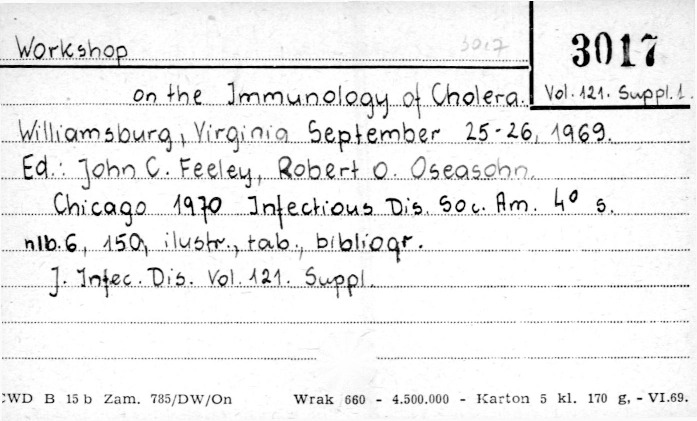 Workshop 3017 3017
on the Immunology of Cholera. Vol. 121. Suppl. 1.
Williamsburg, Virginia September 25-26, 1969.
Ed.: John C. Feeley, Robert O. Oseasohn.
Chicago 1970 Infectious Dis. Soc. Am. 4° s.
nlb. 6, 150, ilustr., tab., bibliogr.
J. Infec. Dis. Vol. 121. Suppl.
CWD B 15 b Zam. 785/DW/On Wrak 660 - 4.500.000 - Karton 5 kl. 170 g. - VI.69.